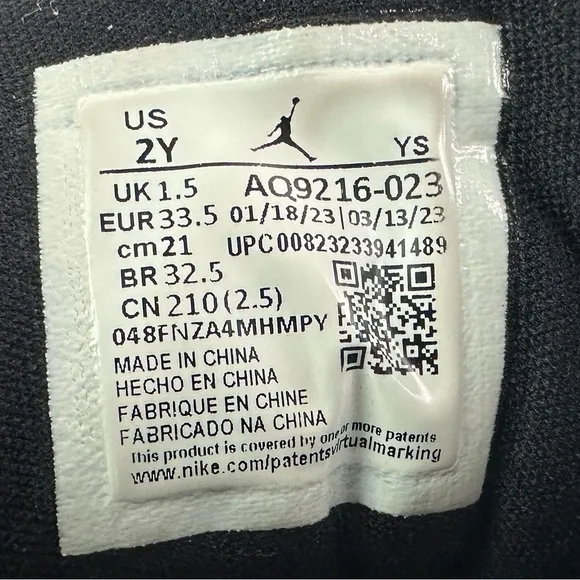 US
2Y YS
UK 1.5 AQ9216-023
EUR 33.5 01/18/23|03/13/23
cm 21 UPC00823233941489
BR 32.5
CN 210 (2.5)
048FNZA4MHMPY
MADE IN CHINA
HECHO EN CHINA
FABRIQUE EN CHINE
FABRICADO NA CHINA
This product is covered by one or more patents
www.nike.com/patentsvirtualmarking